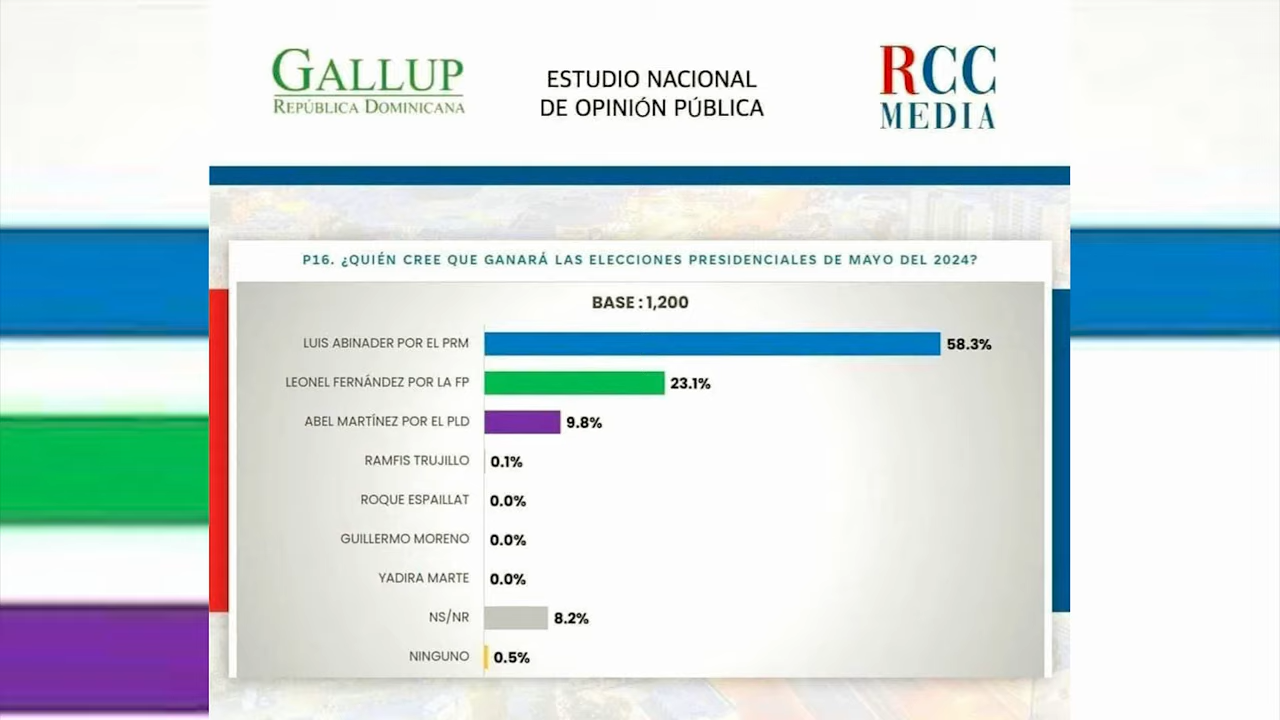 GALLUP
REPÚBLICA DOMINICANA
ESTUDIO NACIONAL
DE OPINIÓN PÚBLICA
RCC
MEDIA
P16. ¿QUIÉN CREE QUE GANARÁ LAS ELECCIONES PRESIDENCIALES DE MAYO DEL 2024?
BASE : 1,200
LUIS ABINADER POR EL PRM 58.3%
LEONEL FERNÁNDEZ POR LA FP 23.1%
ABEL MARTÍNEZ POR EL PLD 9.8%
RAMFIS TRUJILLO 0.1%
ROQUE ESPAILLAT 0.0%
GUILLERMO MORENO 0.0%
YADIRA MARTE 0.0%
NS/NR 8.2%
NINGUNO 0.5%